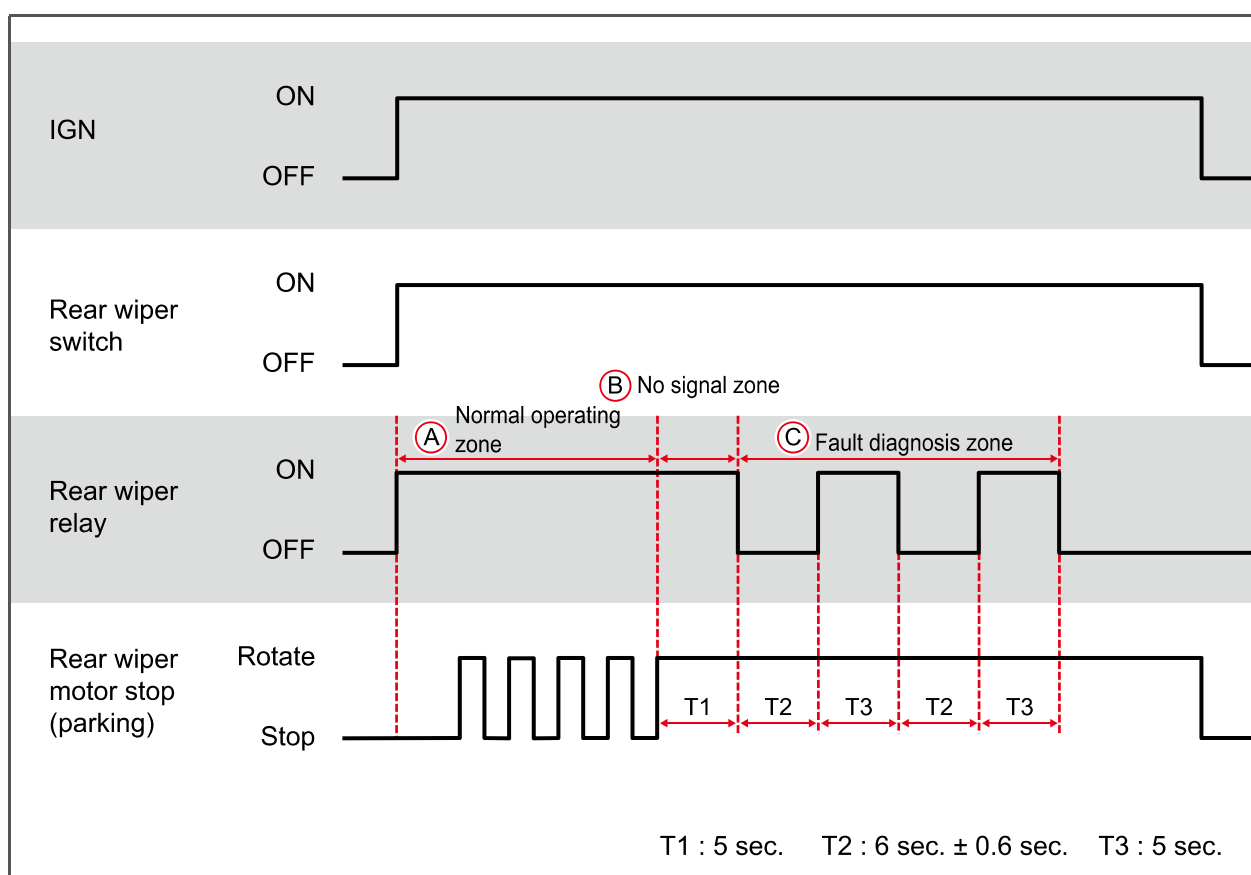 IGN
ON
OFF
Rear wiper
switch
ON
OFF
B No signal zone
Rear wiper
relay
ON
OFF
A Normal operating
zone
C Fault diagnosis zone
Rear wiper
motor stop
(parking)
Rotate
Stop
T1 T2 T3 T2 T3
T1 : 5 sec. T2 : 6 sec. ± 0.6 sec. T3 : 5 sec.